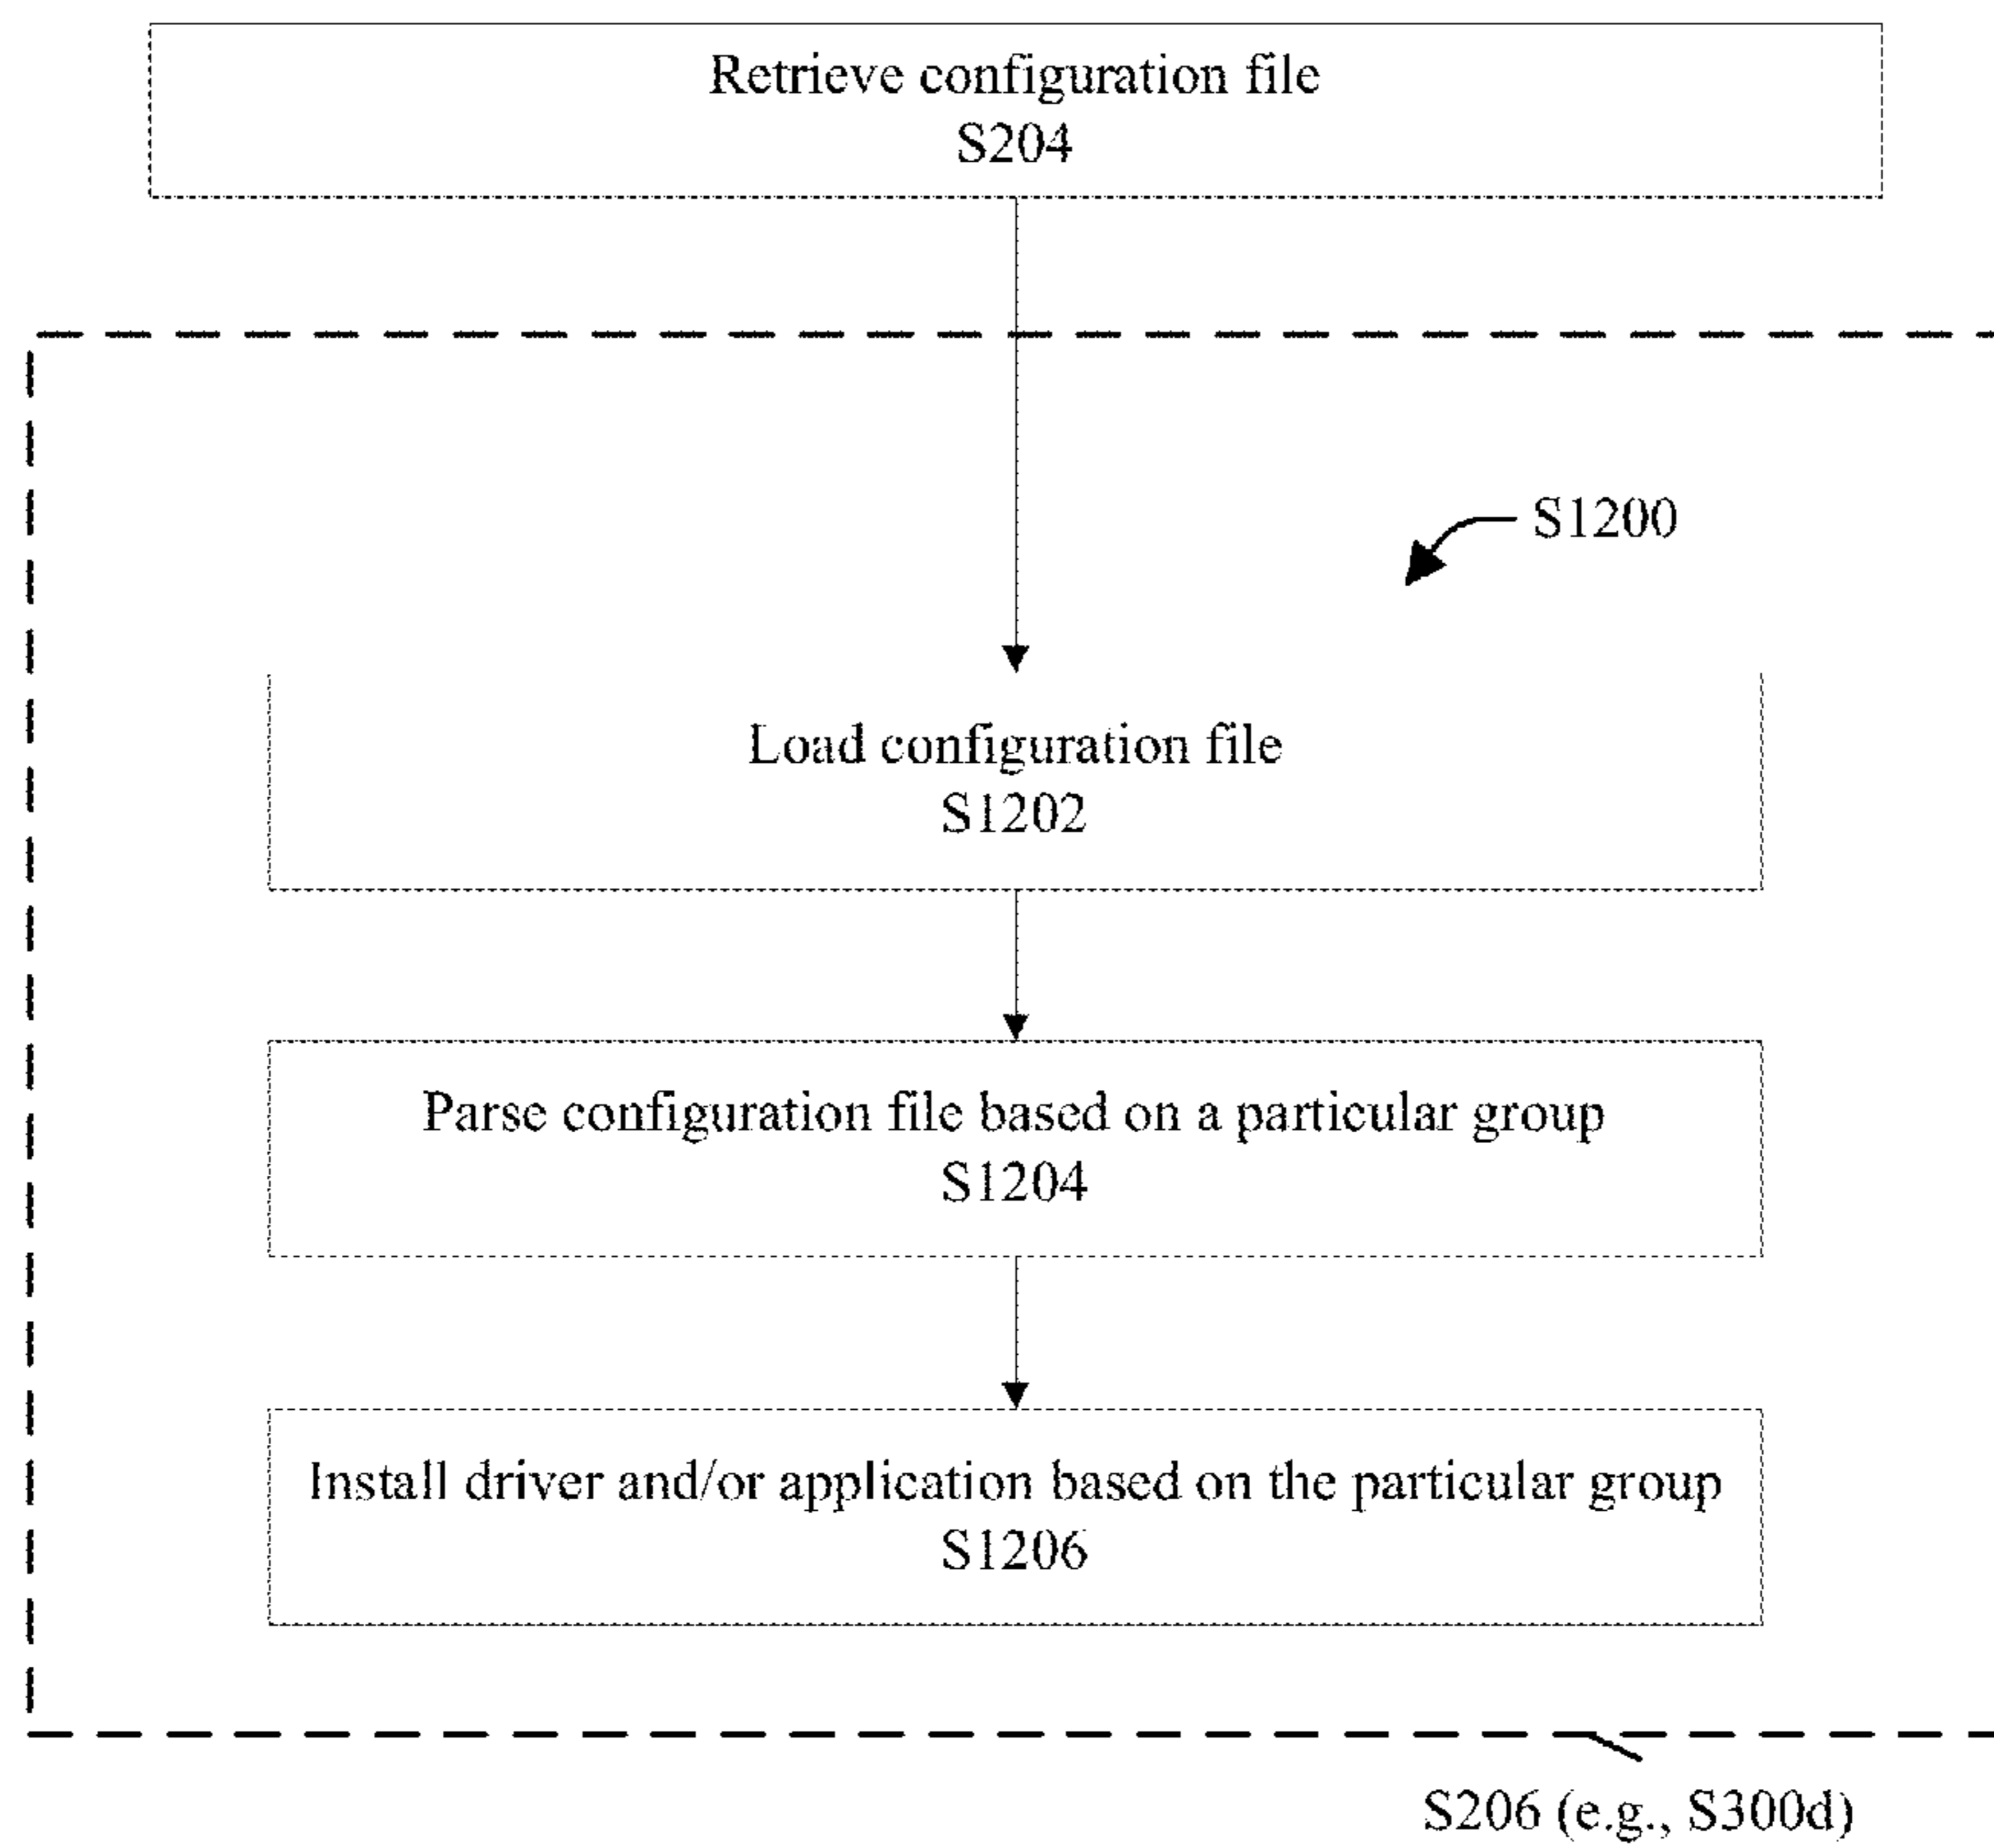 Retrieve configuration file
S204
S1200
Load configuration file
S1202
Parse configuration file based on a particular group
S1204
Install driver and/or application based on the particular group
S1206
S206 (e.g., S300d)